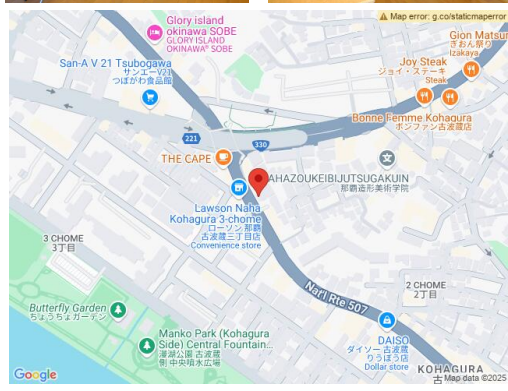 Map error: g.co/staticmaperror
Glory island
okinawa SOBE
GLORY ISLAND
OKINAWA® SOBE
Gion Matsur
ぎおん祭り
Izakaya
San-A V 21 Tsubogawa
サンエーV21
つぼがわ食品館
Joy Steak
ジョイ・ステーキ
Steak
Bonne Femme Kohagura
ボンファン古波蔵店
221
330
THE CAPE
AHAZOUKEIBIJUTSUGAKUIN
那覇造形美術学院
Lawson Naha
Kohagura 3-chome
ローソン 那覇
古波蔵三丁目店
Convenience store
3 CHOME
3丁目
Nat'l Rte 507
2 CHOME
2丁目
Butterfly Garden
ちょうちょガーデン
Manko Park (Kohagura
Side) Central Fountain...
漫湖公園 古波蔵
側 中央噴水広場
DAISO
ダイソー 古波蔵
りうぼう店
Dollar store
KOHAGURA
古
Google
Map data ©2025